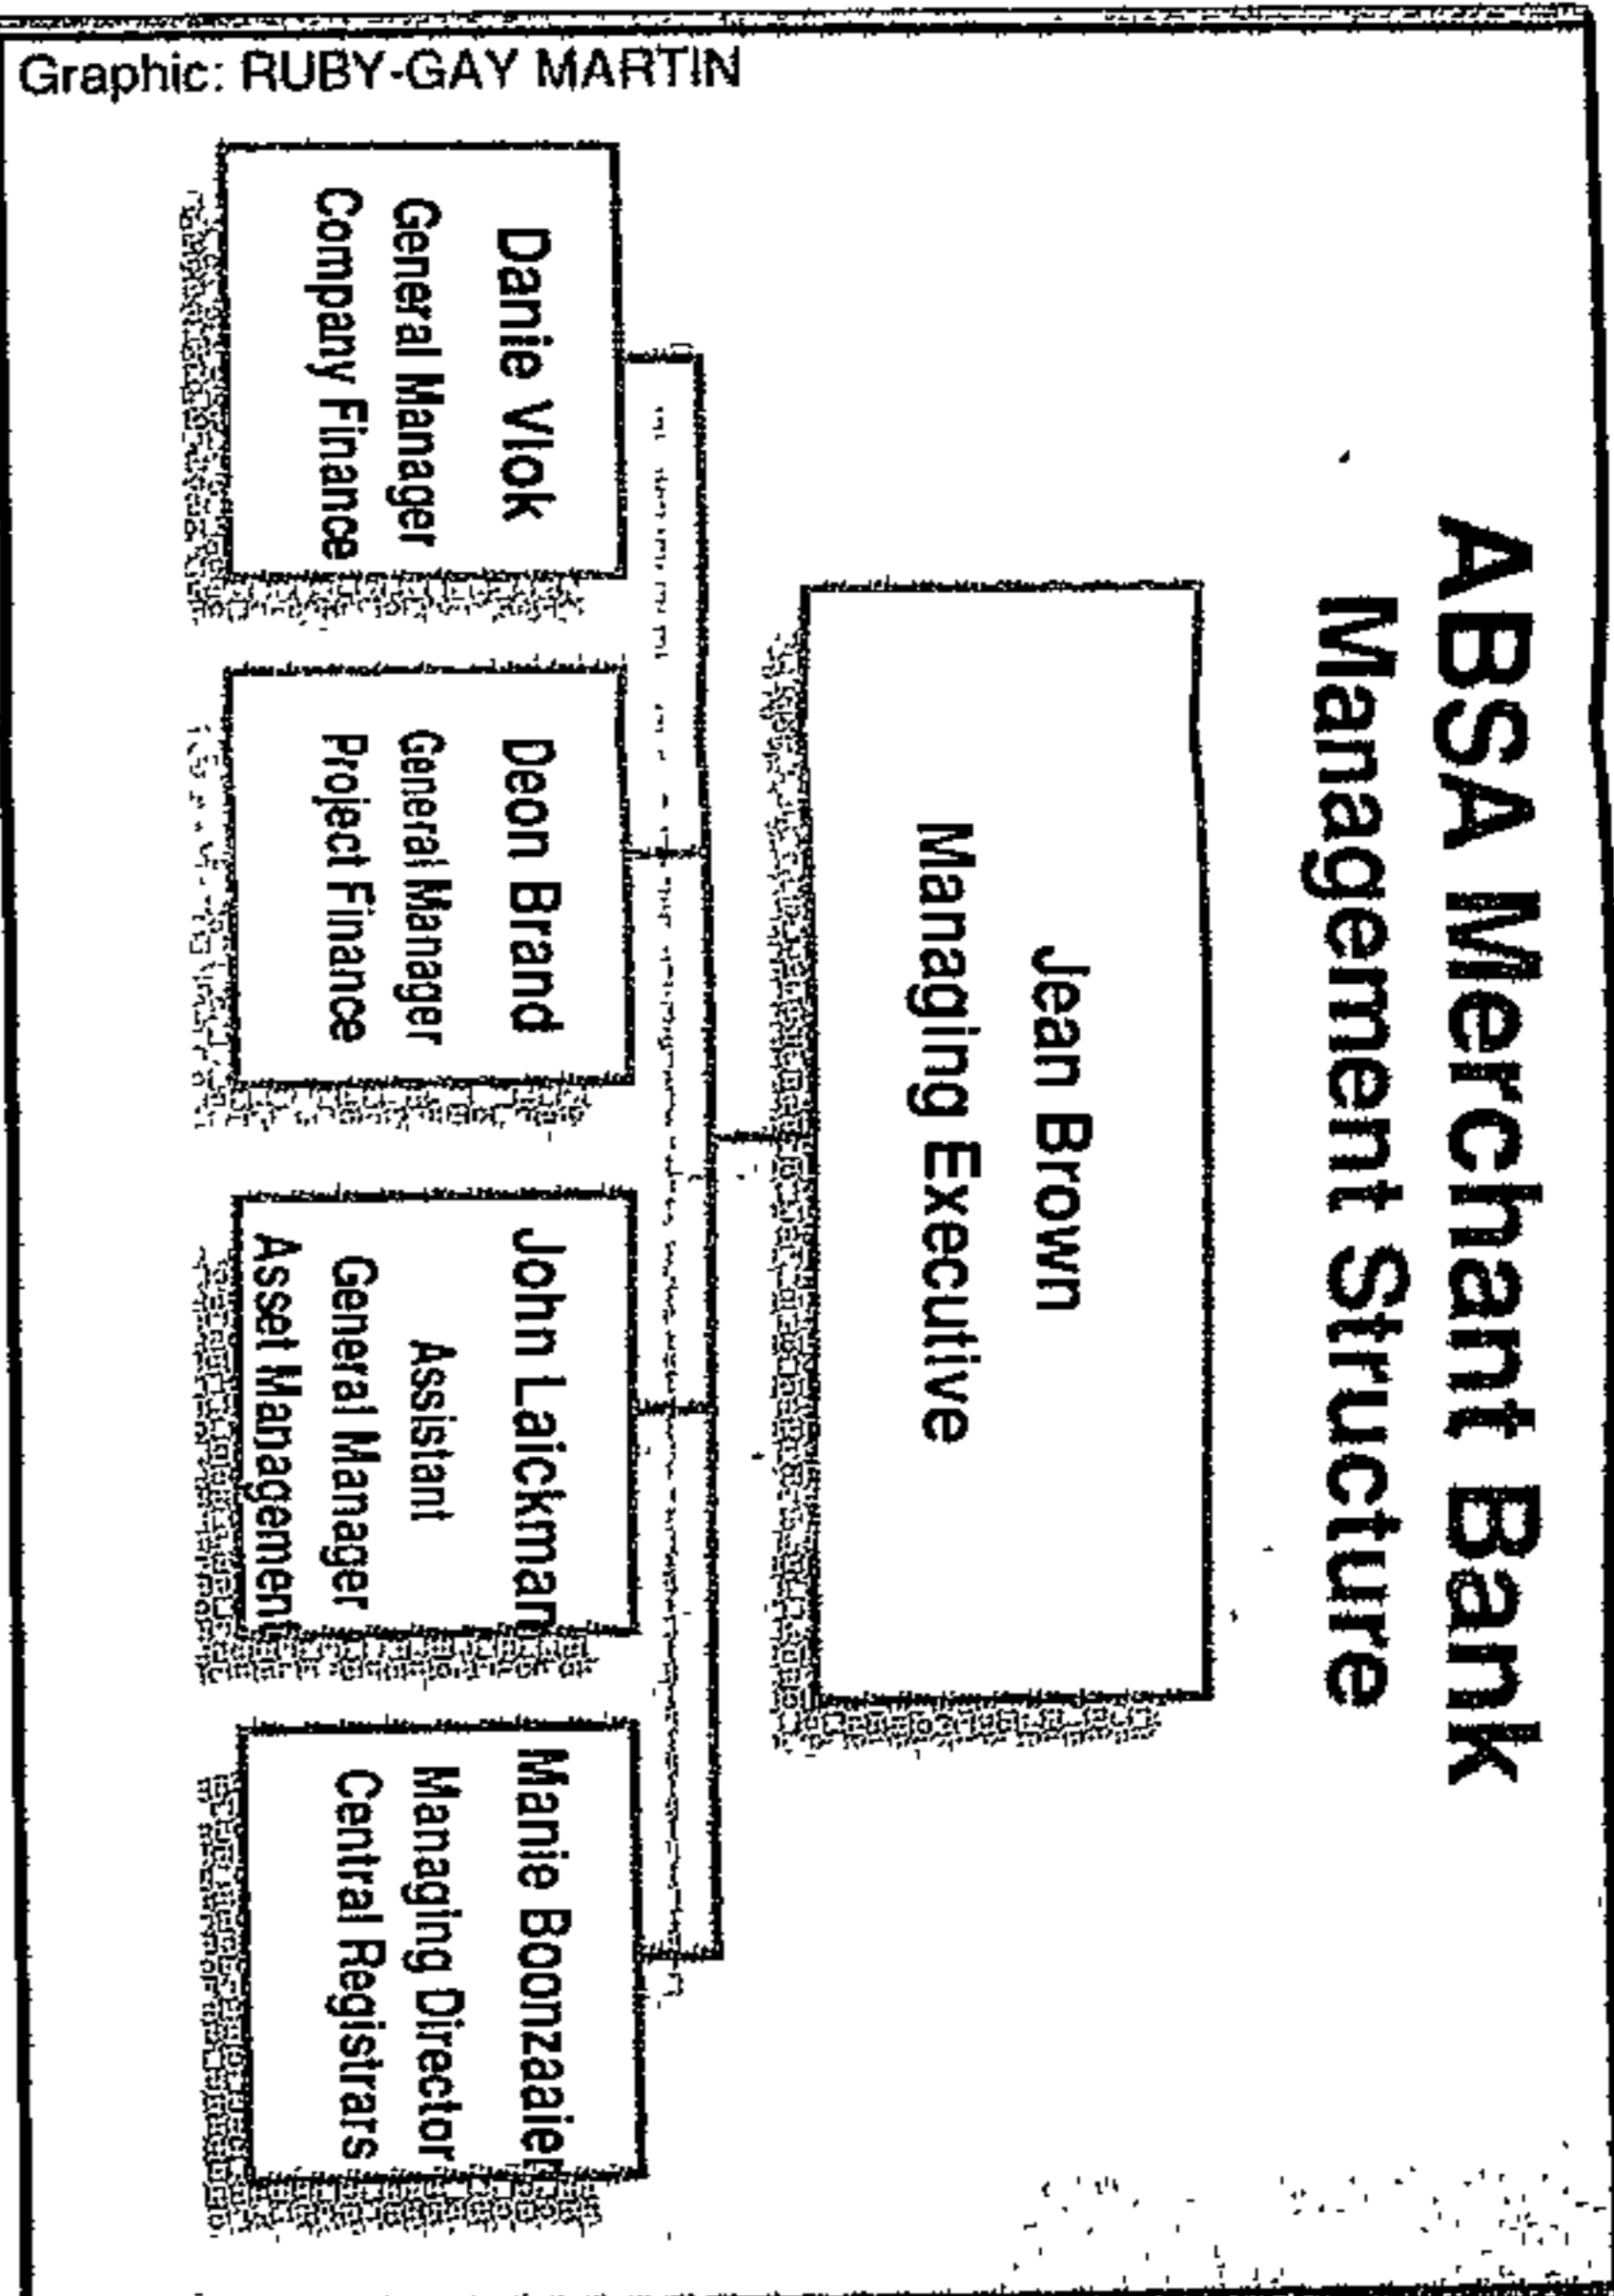 ABSA Merchant Bank
Management Structure
Jean Brown
Managing Executive
Danie Vlok
General Manager
Company Finance
Deon Brand
General Manager
Project Finance
John Laickman
Assistant
General Manager
Asset Management
Manie Boonzaaier
Managing Director
Central Registrars
Graphic: RUBY-GAY MARTIN